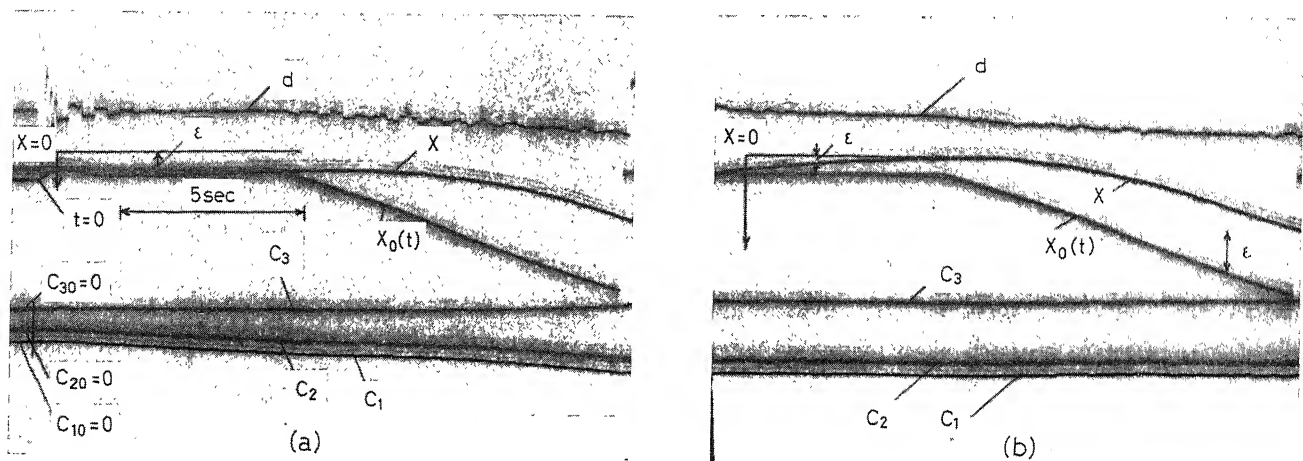 d
X=0
ε
X
5sec
t=0
X₀(t)
C₃
C₃₀=0
C₂₀=0
C₂
C₁
C₁₀=0
(a)
d
X=0
ε
X
X₀(t)
ε
C₃
C₂
C₁
(b)